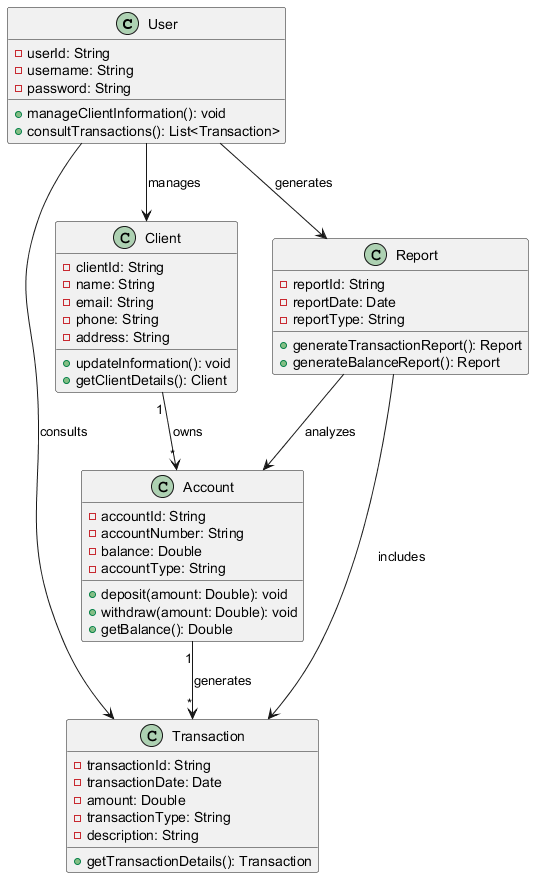 C User
userId: String
username: String
password: String
manageClientInformation(): void
consultTransactions(): List<Transaction>
manages
generates
C Client
clientId: String
name: String
email: String
phone: String
address: String
updateInformation(): void
getClientDetails(): Client
C Report
reportId: String
reportDate: Date
reportType: String
generateTransactionReport(): Report
generateBalanceReport(): Report
1
owns
*
analyzes
consults
C Account
accountId: String
accountNumber: String
balance: Double
accountType: String
deposit(amount: Double): void
withdraw(amount: Double): void
getBalance(): Double
includes
1
generates
*
C Transaction
transactionId: String
transactionDate: Date
amount: Double
transactionType: String
description: String
getTransactionDetails(): Transaction